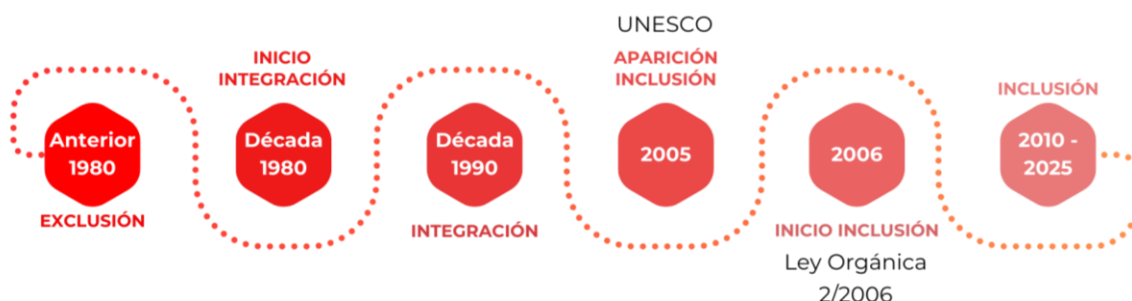 Anterior
1980
EXCLUSIÓN
INICIO
INTEGRACIÓN
Década
1980
Década
1990
INTEGRACIÓN
UNESCO
APARICIÓN
INCLUSIÓN
2005
2006
INICIO INCLUSIÓN
Ley Orgánica
2/2006
INCLUSIÓN
2010 -
2025